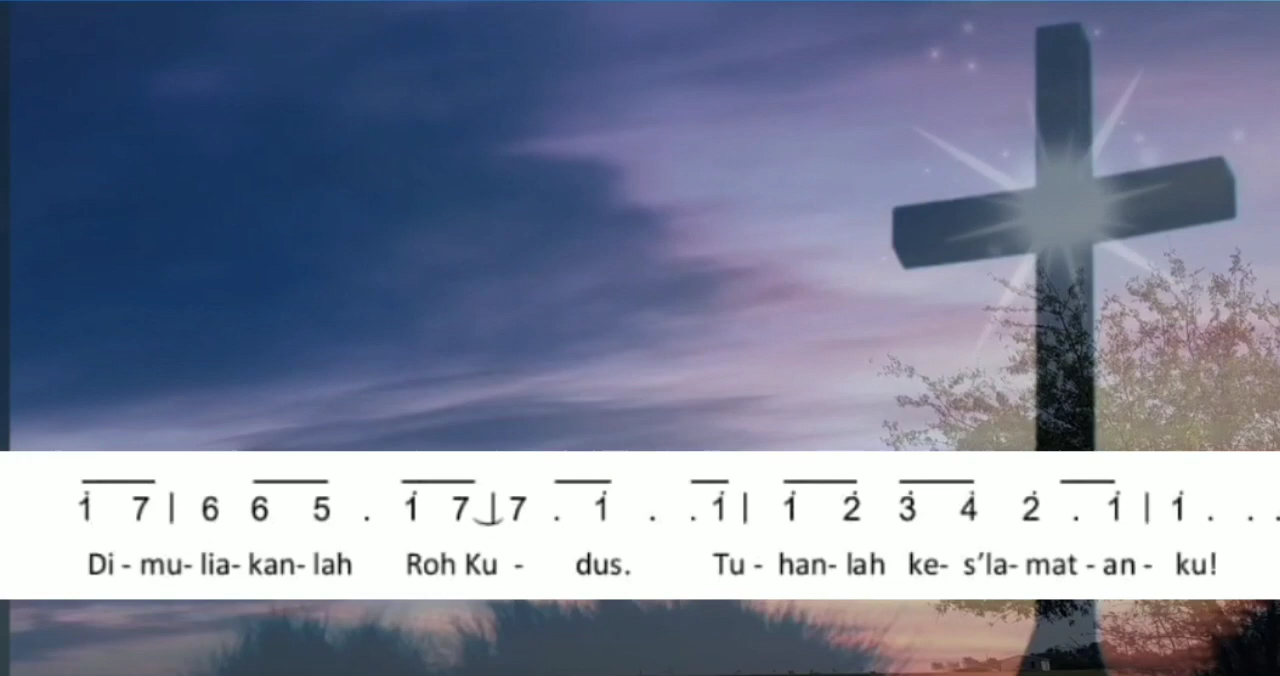 1̇ 7 | 6 6 5 . 1̇ 7 | 7 . 1̇ . . 1̇ | 1̇ 2̇ 3̇ 4̇ 2̇ . 1̇ | 1̇ . . .
Di - mu- lia- kan- lah Roh Ku - dus. Tu - han- lah ke- s’la- mat - an - ku!